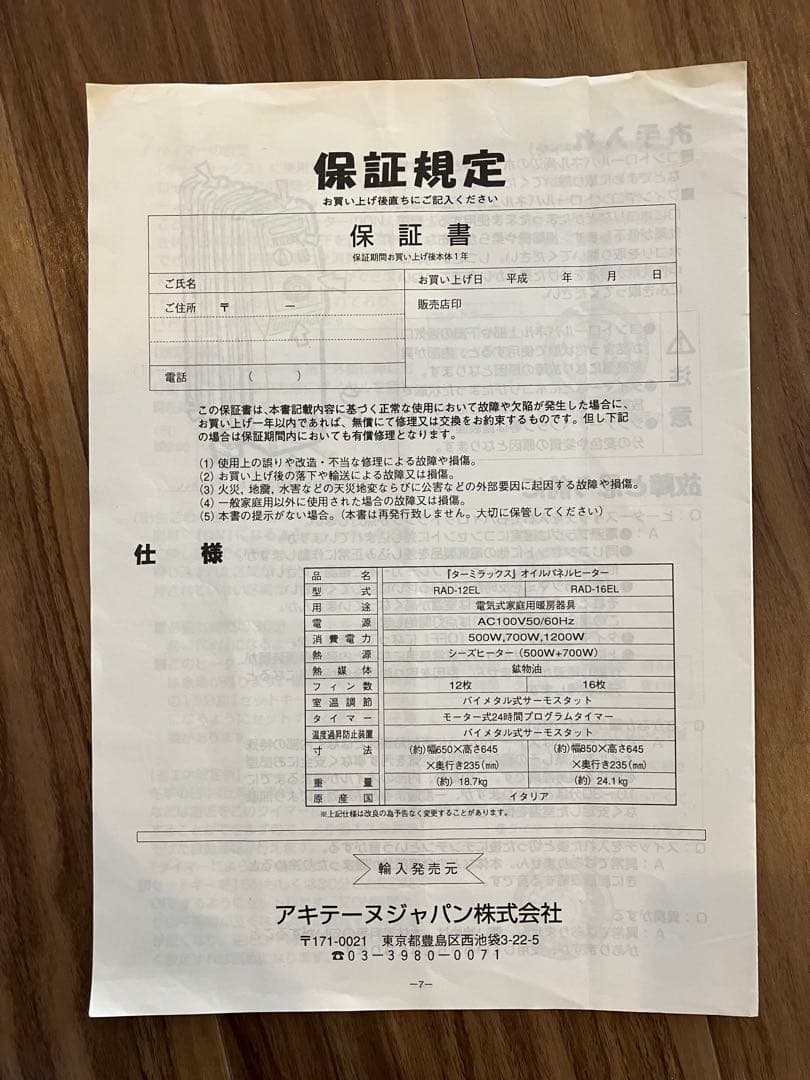 保証規定
お買い上げ後直ちにご記入ください
保 証 書
保証期間お買い上げ後本体1年
ご氏名
お買い上げ日 平成 年 月 日
ご住所 〒 ー
販売店印
電話 ( )
この保証書は、本書記載内容に基づく正常な使用において故障や欠陥が発生した場合に、
お買い上げ一年以内であれば、無償にて修理又は交換をお約束するものです。但し下記
の場合は保証期間内においても有償修理となります。
(1) 使用上の誤りや改造・不当な修理による故障や損傷。
(2) お買い上げ後の落下や輸送による故障又は損傷。
(3) 火災, 地震, 水害などの天災地変ならびに公害などの外部要因に起因する故障や損傷。
(4) 一般家庭用以外に使用された場合の故障又は損傷。
(5) 本書の提示がない場合。（本書は再発行致しません。大切に保管してください）
仕 様
品 名 『ターミラックス』オイルパネルヒーター
型 式 RAD-12EL RAD-16EL
用 途 電気式家庭用暖房器具
電 源 AC100V50/60Hz
消 費 電 力 500W,700W,1200W
熱 源 シーズヒーター（500W+700W）
熱 媒 体 鉱物油
フ ィ ン 数 12枚 16枚
室 温 調 節 バイメタル式サーモスタット
タ イ マ ー モーター式24時間プログラムタイマー
温度過昇防止装置 バイメタル式サーモスタット
寸 法 (約)幅650×高さ645 (約)幅850×高さ645
×奥行き235(mm) ×奥行き235(mm)
重 量 (約) 18.7kg (約) 24.1kg
原 産 国 イタリア
※上記仕様は改良の為予告なく変更することがあります。
輸入発売元
アキテーヌジャパン株式会社
〒171-0021 東京都豊島区西池袋3-22-5
☎03-3980-0071
—7—